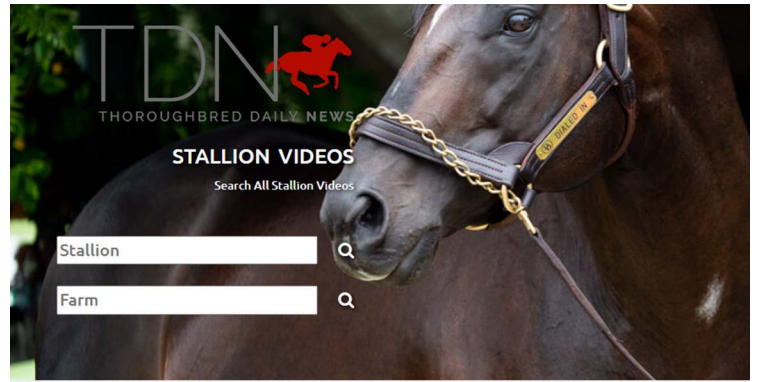 TDN
THOROUGHBRED DAILY NEWS
DIALED IN
STALLION VIDEOS
Search All Stallion Videos
Stallion
Farm